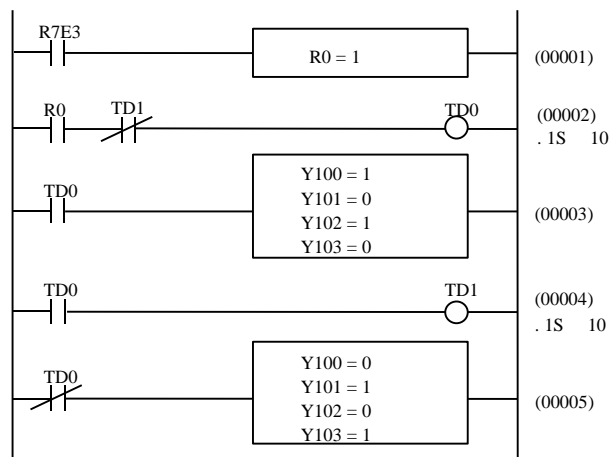 R7E3
R0 = 1
(00001)
R0 TD1 TD0
(00002)
. 1S 10
TD0
Y100 = 1
Y101 = 0
Y102 = 1
Y103 = 0
(00003)
TD0 TD1
(00004)
. 1S 10
TD0
Y100 = 0
Y101 = 1
Y102 = 0
Y103 = 1
(00005)